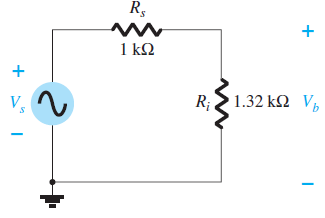 R_s
+
1 kΩ
+
V_s
R_i
1.32 kΩ
V_b
−
−